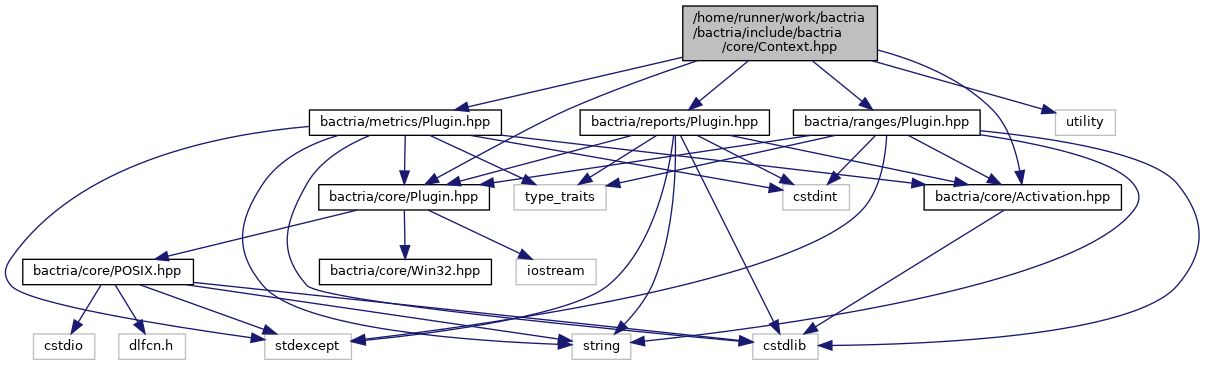 /home/runner/work/bactria
/bactria/include/bactria
/core/Context.hpp
bactria/metrics/Plugin.hpp
bactria/reports/Plugin.hpp
bactria/ranges/Plugin.hpp
utility
bactria/core/Plugin.hpp
type_traits
cstdint
bactria/core/Activation.hpp
bactria/core/POSIX.hpp
bactria/core/Win32.hpp
iostream
cstdio
dlfcn.h
stdexcept
string
cstdlib